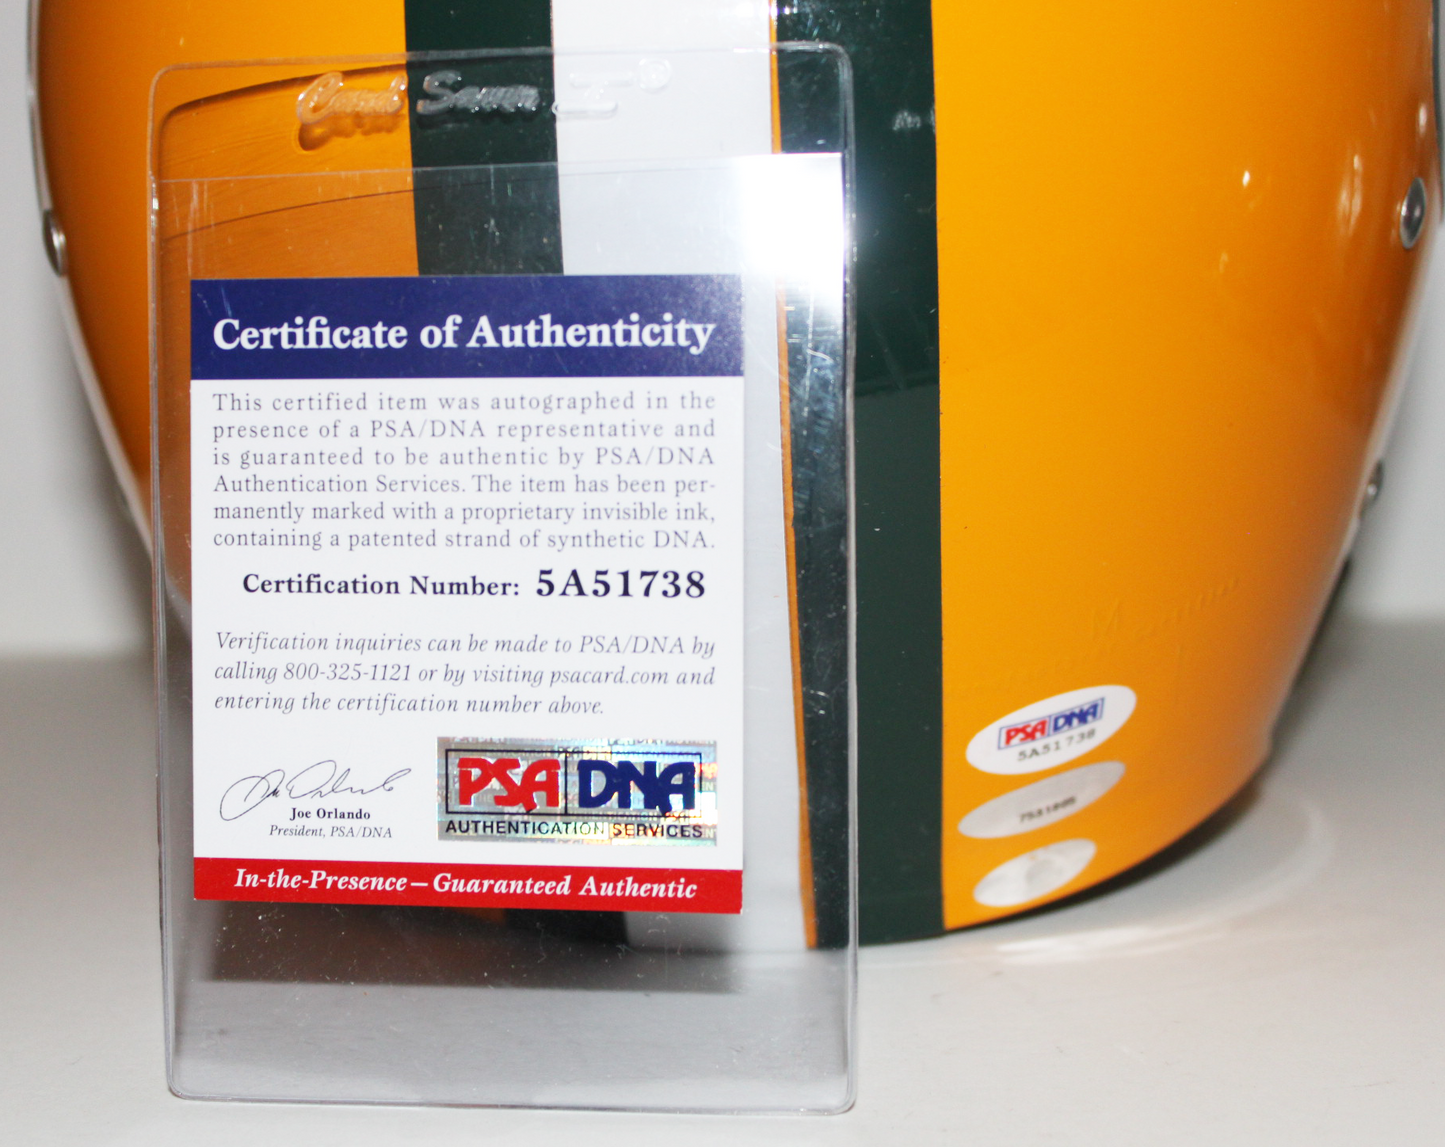 Card Saver
Certificate of Authenticity
This certified item was autographed in the
presence of a PSA/DNA representative and
is guaranteed to be authentic by PSA/DNA
Authentication Services. The item has been per-
manently marked with a proprietary invisible ink,
containing a patented strand of synthetic DNA.
Certification Number: 5A51738
Verification inquiries can be made to PSA/DNA by
calling 800-325-1121 or by visiting psacard.com and
entering the certification number above.
Joe Orlando
President, PSA/DNA
PSA DNA
AUTHENTICATION SERVICES
In-the-Presence – Guaranteed Authentic
PSA DNA
5A51738